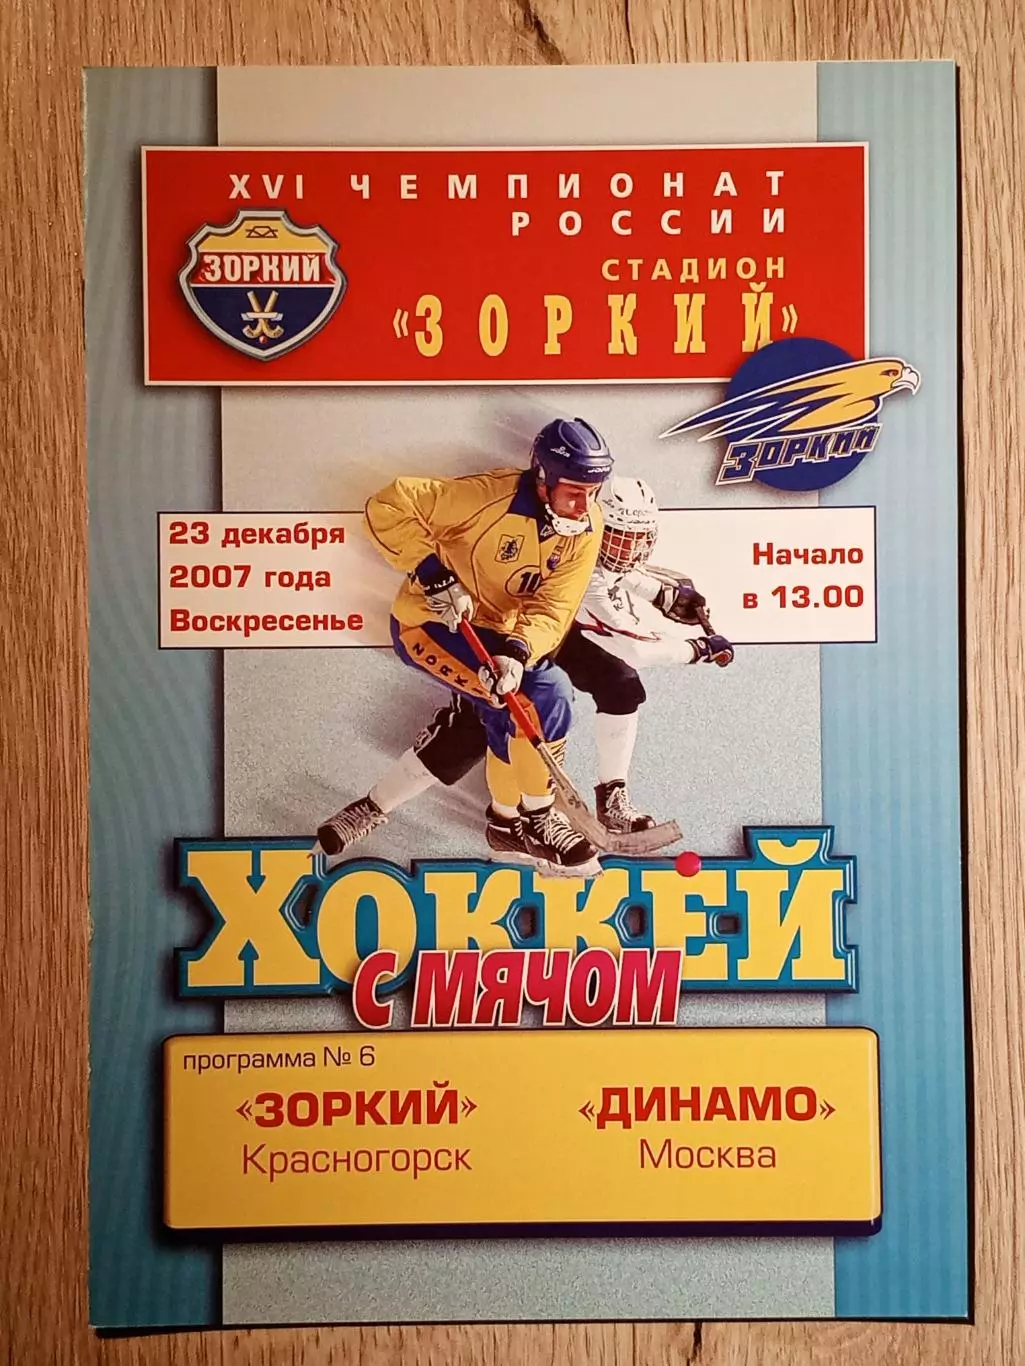 XVI ЧЕМПИОНАТ
РОССИИ
СТАДИОН
«ЗОРКИЙ»
ЗОРКИЙ
ЗОРКИЙ
23 декабря
2007 года
Воскресенье
Начало
в 13.00
ZORK
Хоккей
с мячом
программа № 6
«ЗОРКИЙ»
Красногорск
«ДИНАМО»
Москва